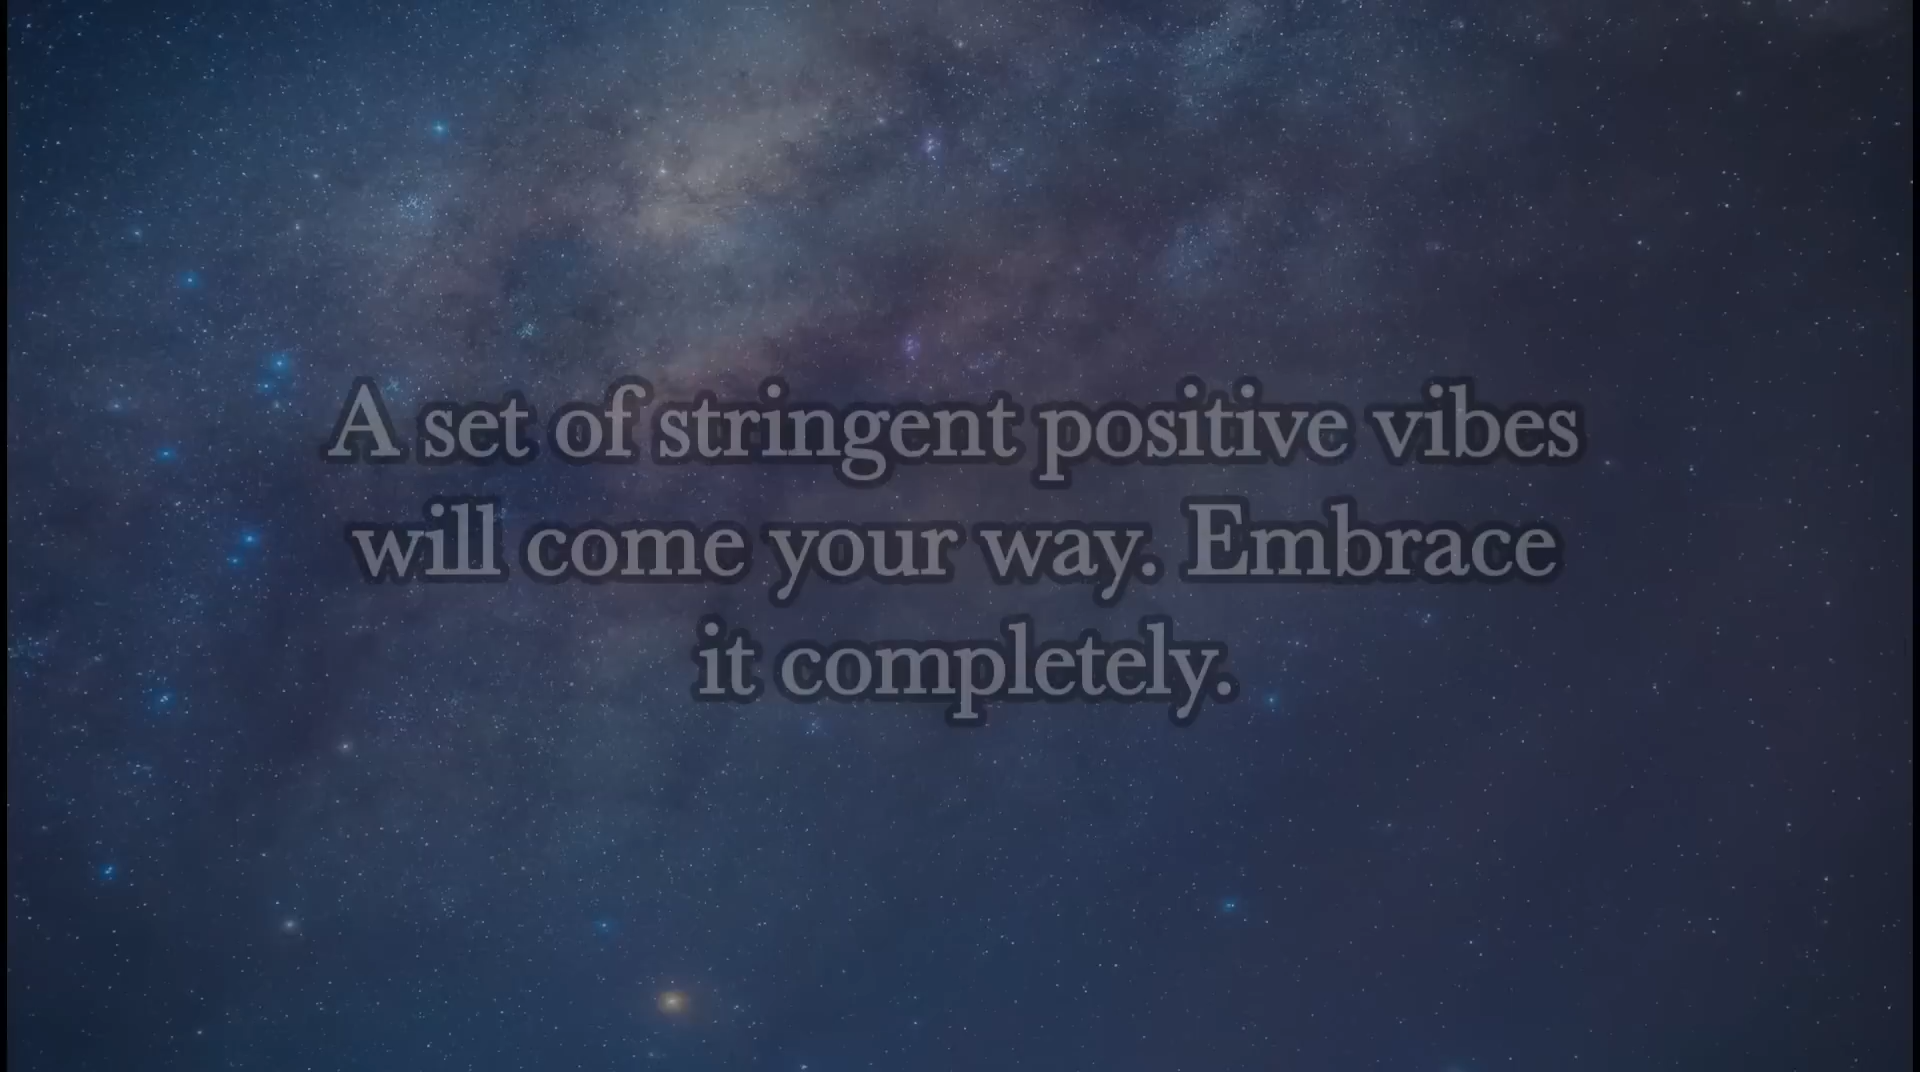 A set of stringent positive vibes
will come your way. Embrace
it completely.